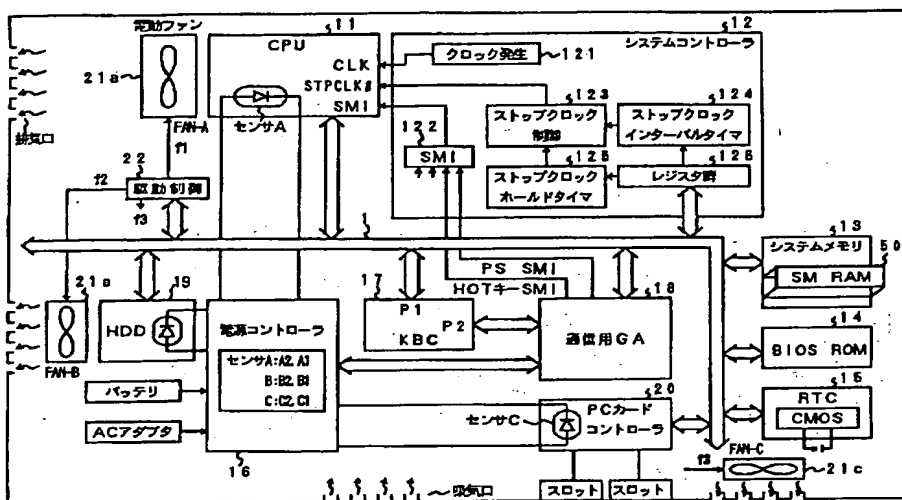 電動ファン
21a
FAN-A
f1
排気口
22
駆動制御
f2
f3
11
CPU
CLK
STPCLK#
SMI
センサA
12
システムコントローラ
クロック発生
121
122
SMI
123
ストップクロック
制御部
124
ストップクロック
インターバルタイマ
125
ストップクロック
ホールドタイマ
126
レジスタ群
1
PS SMI
HOTキーSMI
13
システムメモリ
50
SM RAM
14
BIOS ROM
15
RTC
CMOS
FAN-B
19
HDD
電源コントローラ
センサA:A2,A1
B:B2,B1
C:C2,C1
16
バッテリ
ACアダプタ
17
P1
P2
KBC
18
通信用GA
20
PCカード
コントローラ
センサC
スロット
スロット
吸気口
f3
FAN-C
21c